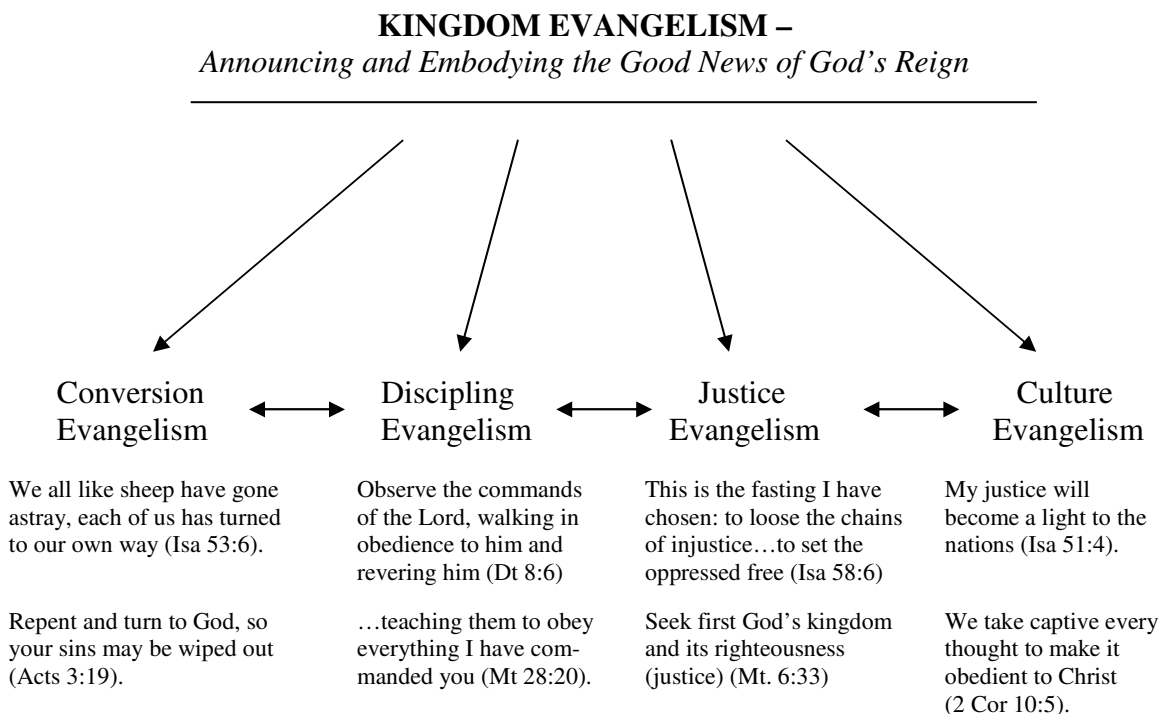 KINGDOM EVANGELISM –
Announcing and Embodying the Good News of God's Reign
Conversion
Evangelism
Discipling
Evangelism
Justice
Evangelism
Culture
Evangelism
We all like sheep have gone
astray, each of us has turned
to our own way (Isa 53:6).
Repent and turn to God, so
your sins may be wiped out
(Acts 3:19).
Observe the commands
of the Lord, walking in
obedience to him and
revering him (Dt 8:6)
…teaching them to obey
everything I have com-
manded you (Mt 28:20).
This is the fasting I have
chosen: to loose the chains
of injustice…to set the
oppressed free (Isa 58:6)
Seek first God's kingdom
and its righteousness
(justice) (Mt. 6:33)
My justice will
become a light to the
nations (Isa 51:4).
We take captive every
thought to make it
obedient to Christ
(2 Cor 10:5).